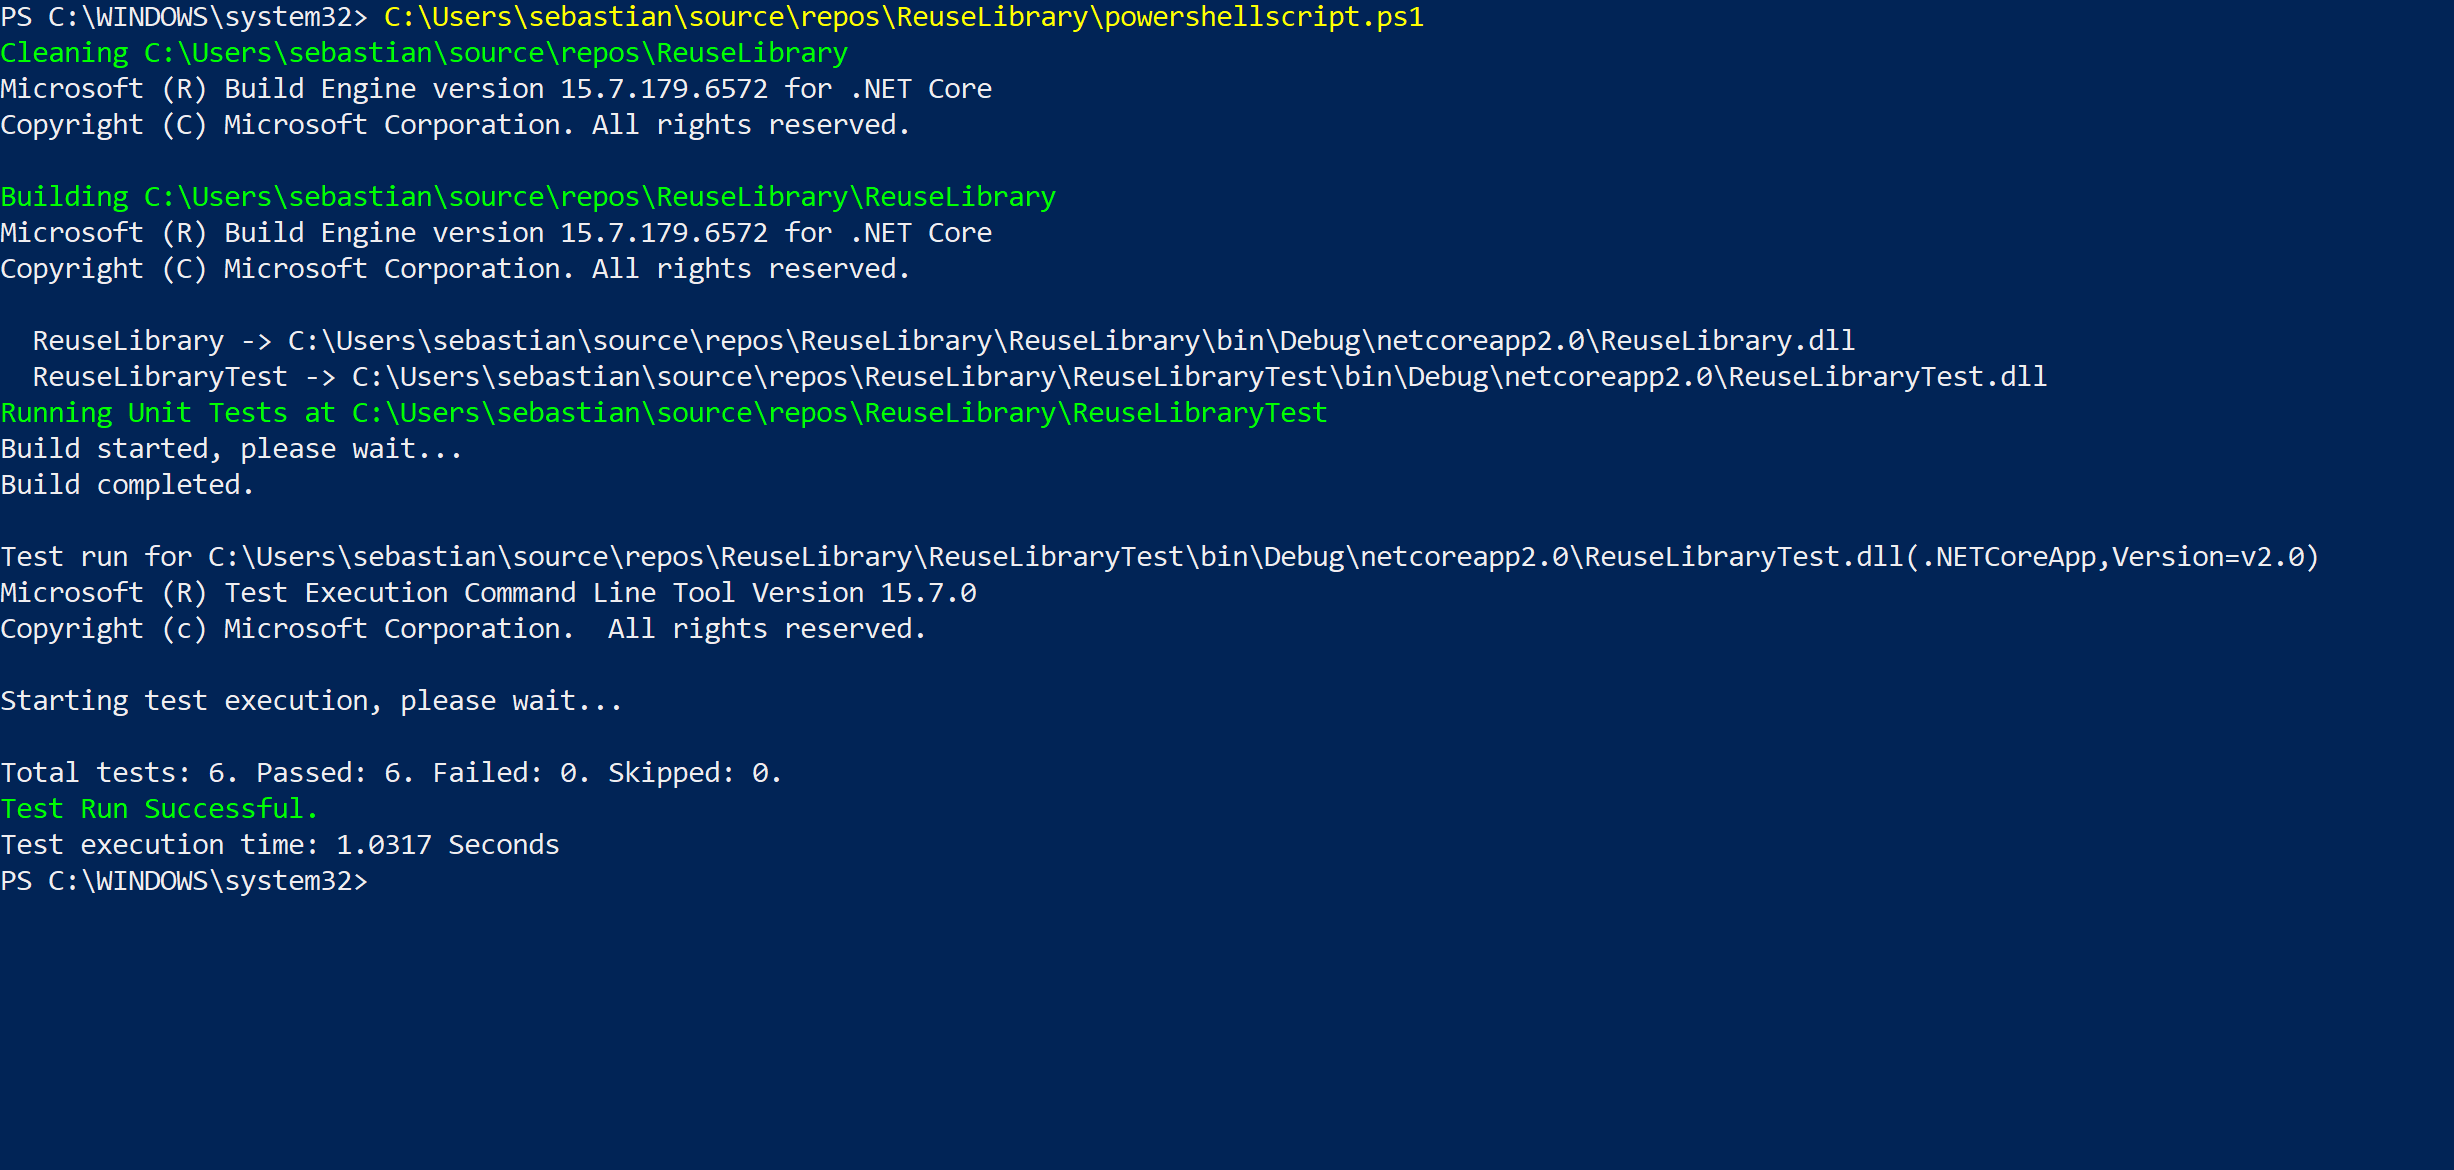 PS C:\WINDOWS\system32> C:\Users\sebastian\source\repos\ReuseLibrary\powershellscript.ps1
Cleaning C:\Users\sebastian\source\repos\ReuseLibrary
Microsoft (R) Build Engine version 15.7.179.6572 for .NET Core
Copyright (C) Microsoft Corporation. All rights reserved.

Building C:\Users\sebastian\source\repos\ReuseLibrary\ReuseLibrary
Microsoft (R) Build Engine version 15.7.179.6572 for .NET Core
Copyright (C) Microsoft Corporation. All rights reserved.

  ReuseLibrary -> C:\Users\sebastian\source\repos\ReuseLibrary\ReuseLibrary\bin\Debug\netcoreapp2.0\ReuseLibrary.dll
  ReuseLibraryTest -> C:\Users\sebastian\source\repos\ReuseLibrary\ReuseLibraryTest\bin\Debug\netcoreapp2.0\ReuseLibraryTest.dll
Running Unit Tests at C:\Users\sebastian\source\repos\ReuseLibrary\ReuseLibraryTest
Build started, please wait...
Build completed.

Test run for C:\Users\sebastian\source\repos\ReuseLibrary\ReuseLibraryTest\bin\Debug\netcoreapp2.0\ReuseLibraryTest.dll(.NETCoreApp,Version=v2.0)
Microsoft (R) Test Execution Command Line Tool Version 15.7.0
Copyright (c) Microsoft Corporation.  All rights reserved.

Starting test execution, please wait...

Total tests: 6. Passed: 6. Failed: 0. Skipped: 0.
Test Run Successful.
Test execution time: 1.0317 Seconds
PS C:\WINDOWS\system32>